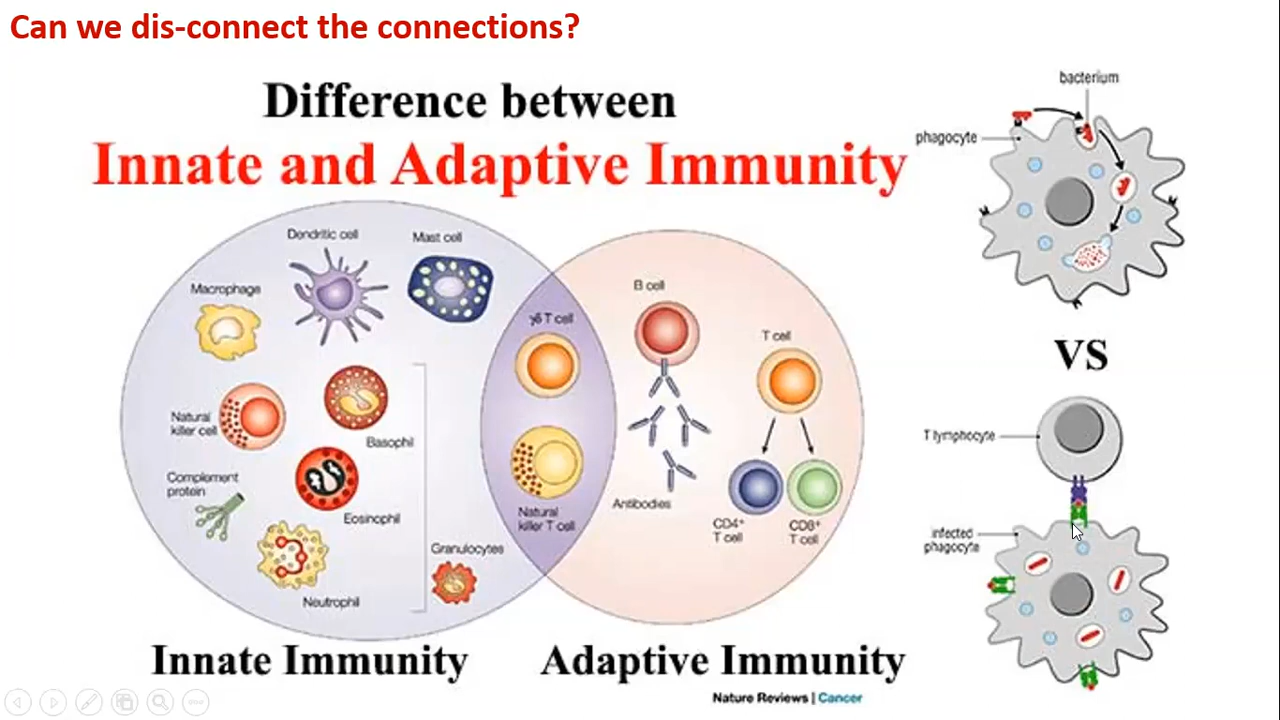 Can we dis-connect the connections?
Difference between
Innate and Adaptive Immunity
Dendritic cell
Mast cell
Macrophage
Natural
killer cell
Basophil
Complement
protein
Eosinophil
Granulocytes
Neutrophil
γδ T cell
Natural
killer T cell
B cell
T cell
Antibodies
CD4+
T cell
CD8+
T cell
Innate Immunity
Adaptive Immunity
Nature Reviews | Cancer
bacterium
phagocyte
VS
T lymphocyte
infected
phagocyte